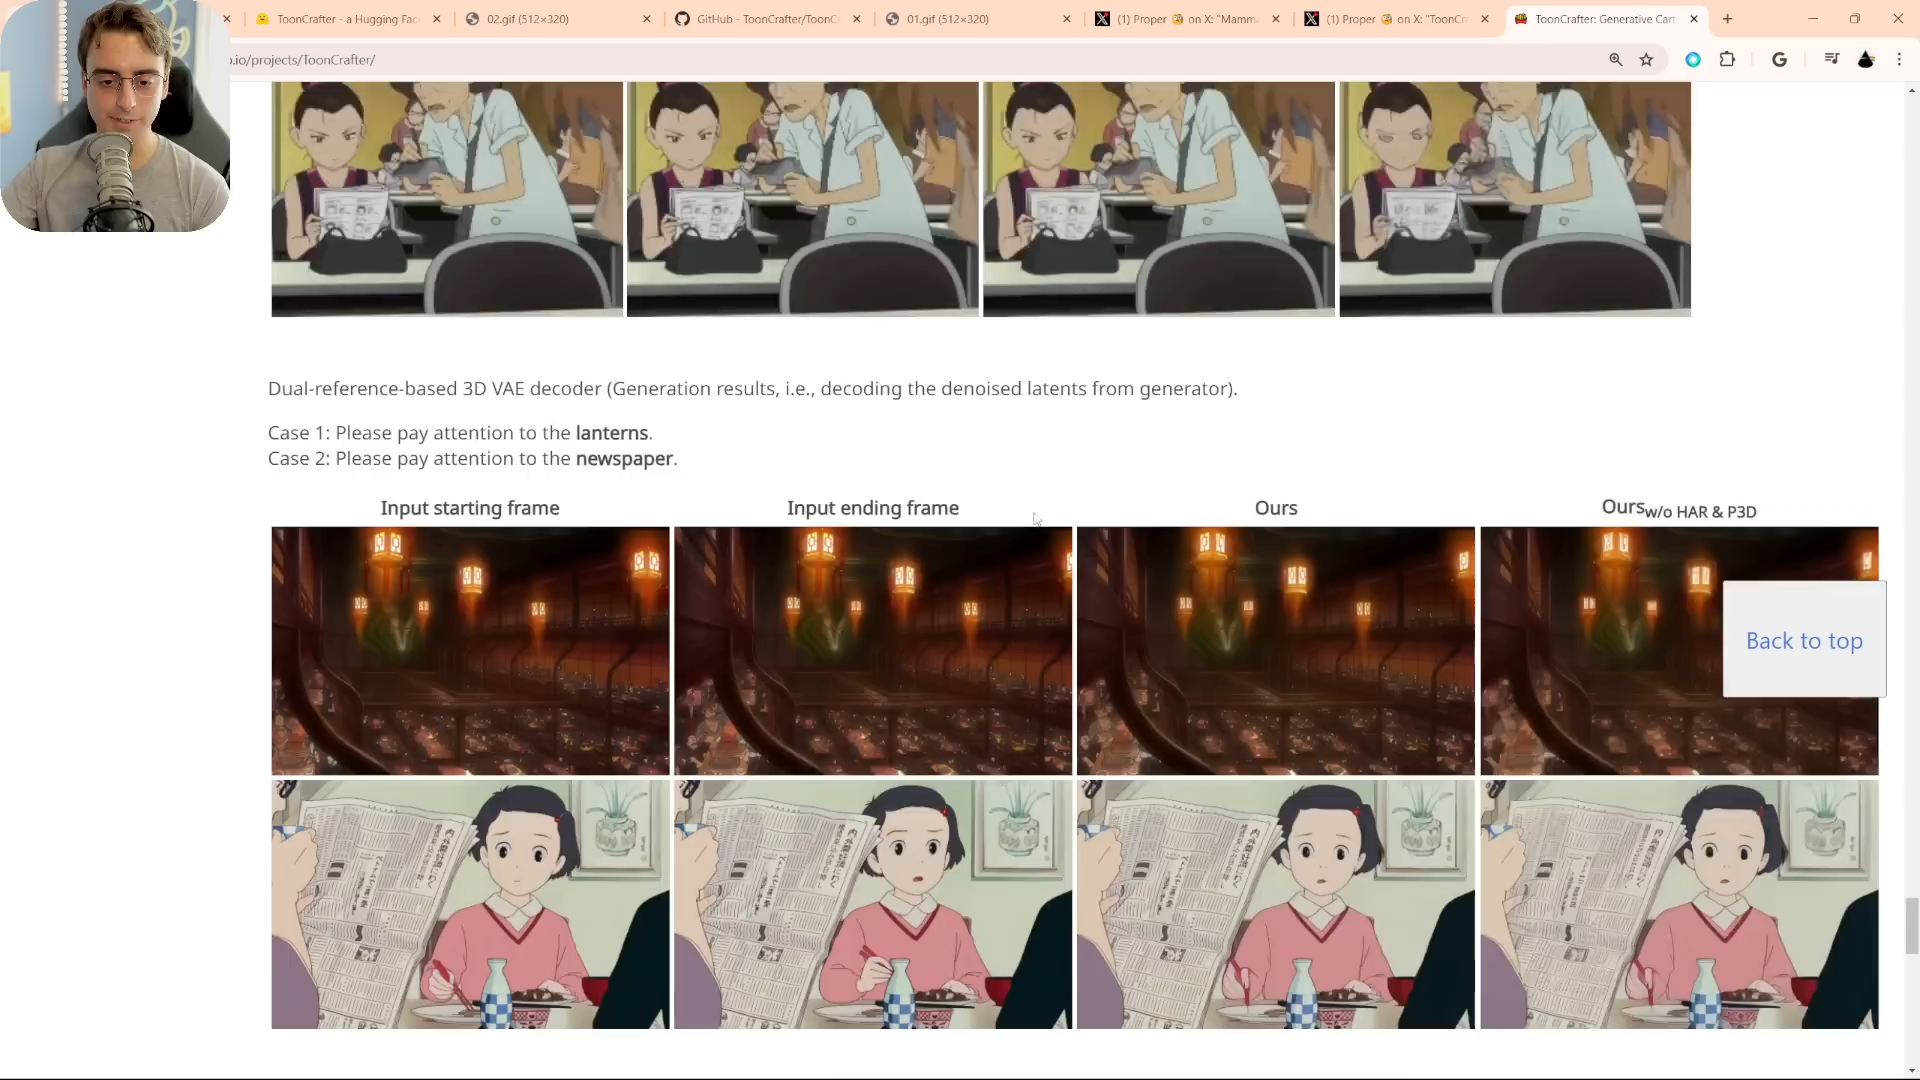 ToonCrafter - a Hugging Fac
02.gif (512×320)
GitHub - ToonCrafter/ToonC
01.gif (512×320)
(1) Proper 🧐 on X: "Mamm
(1) Proper 🧐 on X: "ToonCr
ToonCrafter: Generative Cart
o.io/projects/ToonCrafter/
Dual-reference-based 3D VAE decoder (Generation results, i.e., decoding the denoised latents from generator).
Case 1: Please pay attention to the lanterns.
Case 2: Please pay attention to the newspaper.
Input starting frame
Input ending frame
Ours
Ours w/o HAR & P3D
Back to top